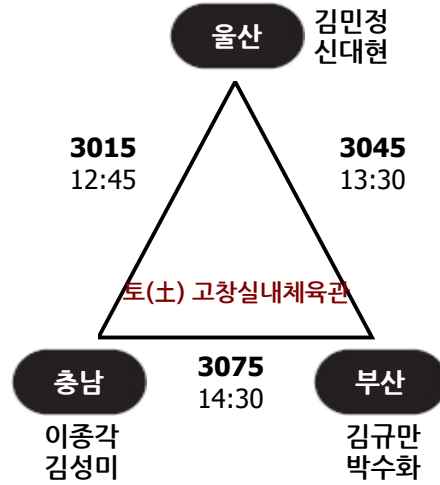 울산
김민정
신대현
3015
12:45
3045
13:30
토(土) 고창실내체육관
3075
14:30
충남
이종각
김성미
부산
김규만
박수화